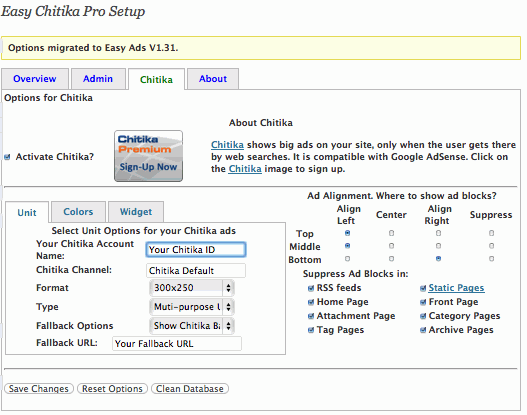 Easy Chitika Pro Setup
Options migrated to Easy Ads V1.31.
Overview Admin Chitika About
Options for Chitika
About Chitika
Activate Chitika?
Chitika
Premium
Sign-Up Now
Chitika shows big ads on your site, only when the user gets there
by web searches. It is compatible with Google AdSense. Click on
the Chitika image to sign up.
Unit Colors Widget
Select Unit Options for your Chitika ads
Your Chitika Account
Name:
Your Chitika ID
Chitika Channel: Chitika Default
Format 300x250
Type Muti-purpose U
Fallback Options Show Chitika Ba
Fallback URL: Your Fallback URL
Ad Alignment. Where to show ad blocks?
Align
Left
Center
Align
Right
Suppress
Top
Middle
Bottom
Suppress Ad Blocks in:
RSS feeds Static Pages
Home Page Front Page
Attachment Page Category Pages
Tag Pages Archive Pages
Save Changes Reset Options Clean Database